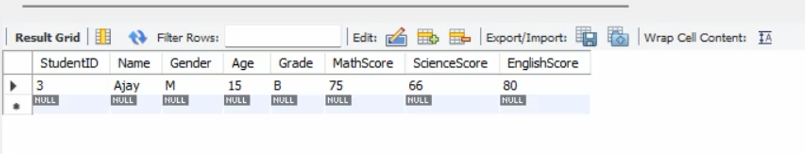 Result Grid Filter Rows: Edit: Export/Import: Wrap Cell Content: IA
StudentID Name Gender Age Grade MathScore ScienceScore EnglishScore
3 Ajay M 15 B 75 66 80
NULL NULL NULL NULL NULL NULL NULL NULL